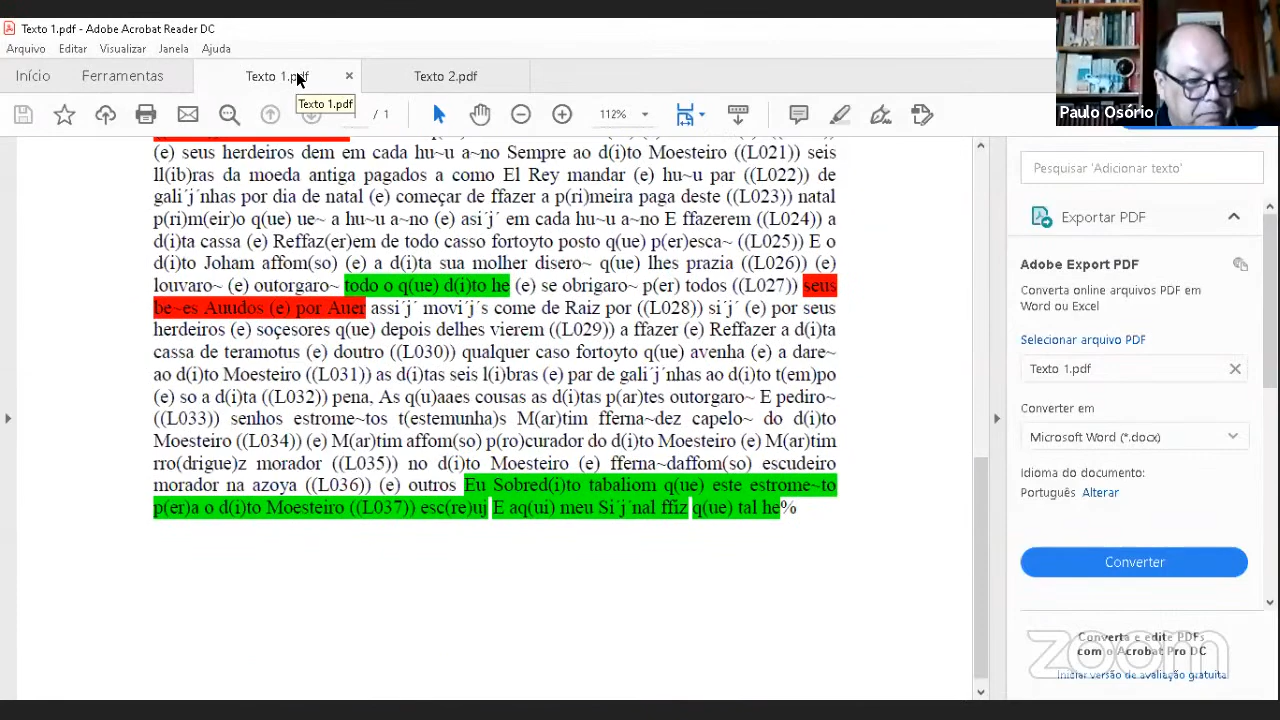 Texto 1.pdf - Adobe Acrobat Reader DC
Arquivo Editar Visualizar Janela Ajuda
Início Ferramentas Texto 1.pdf × Texto 2.pdf
Texto 1.pdf
/ 1 112%
Paulo Osório
(e) seus herdeiros dem em cada hu~u a~no Sempre ao d(i)to Moesteiro ((L021)) seis
ll(ib)ras da moeda antiga pagados a como El Rey mandar (e) hu~u par ((L022)) de
gali´j´nhas por dia de natal (e) começar de ffazer a p(ri)meira paga deste ((L023)) natal
p(ri)m(eir)o q(ue) ue~ a hu~u a~no (e) asi´j´ em cada hu~u a~no E ffazerem ((L024)) a
d(i)ta cassa (e) Reffaz(er)em de todo casso fortoyto posto q(ue) p(er)esca~ ((L025)) E o
d(i)to Joham affom(so) (e) a d(i)ta sua molher disero~ q(ue) lhes prazia ((L026)) (e)
louvaro~ (e) outorgaro~ todo o q(ue) d(i)to he (e) se obrigaro~ p(er) todos ((L027)) seus
be~es Auudos (e) por Auer assi´j´ movi´j´s come de Raiz por ((L028)) si´j´ (e) por seus
herdeiros (e) soçesores q(ue) depois delhes vierem ((L029)) a ffazer (e) Reffazer a d(i)ta
cassa de teramotus (e) doutro ((L030)) qualquer caso fortoyto q(ue) avenha (e) a dare~
ao d(i)to Moesteiro ((L031)) as d(i)tas seis l(i)bras (e) par de gali´j´nhas ao d(i)to t(em)po
(e) so a d(i)ta ((L032)) pena, As q(u)aaes cousas as d(i)tas p(ar)tes outorgaro~ E pediro~
((L033)) senhos estrome~tos t(estemunha)s M(ar)tim fferna~dez capelo~ do d(i)to
Moesteiro ((L034)) (e) M(ar)tim affom(so) p(ro)curador do d(i)to Moesteiro (e) M(ar)tim
rro(drigue)z morador ((L035)) no d(i)to Moesteiro (e) fferna~daffom(so) escudeiro
morador na azoya ((L036)) (e) outros Eu Sobred(i)to tabaliom q(ue) este estrome~to
p(er)a o d(i)to Moesteiro ((L037)) esc(re)uj E aq(ui) meu Si´j´nal ffiz q(ue) tal he%
Pesquisar 'Adicionar texto'
Exportar PDF
Adobe Export PDF
Converta online arquivos PDF em
Word ou Excel
Selecionar arquivo PDF
Texto 1.pdf
Converter em
Microsoft Word (*.docx)
Idioma do documento:
Português Alterar
Converter
Converta e edite PDFs
com o Acrobat Pro DC
Iniciar versão de avaliação gratuita
zoom